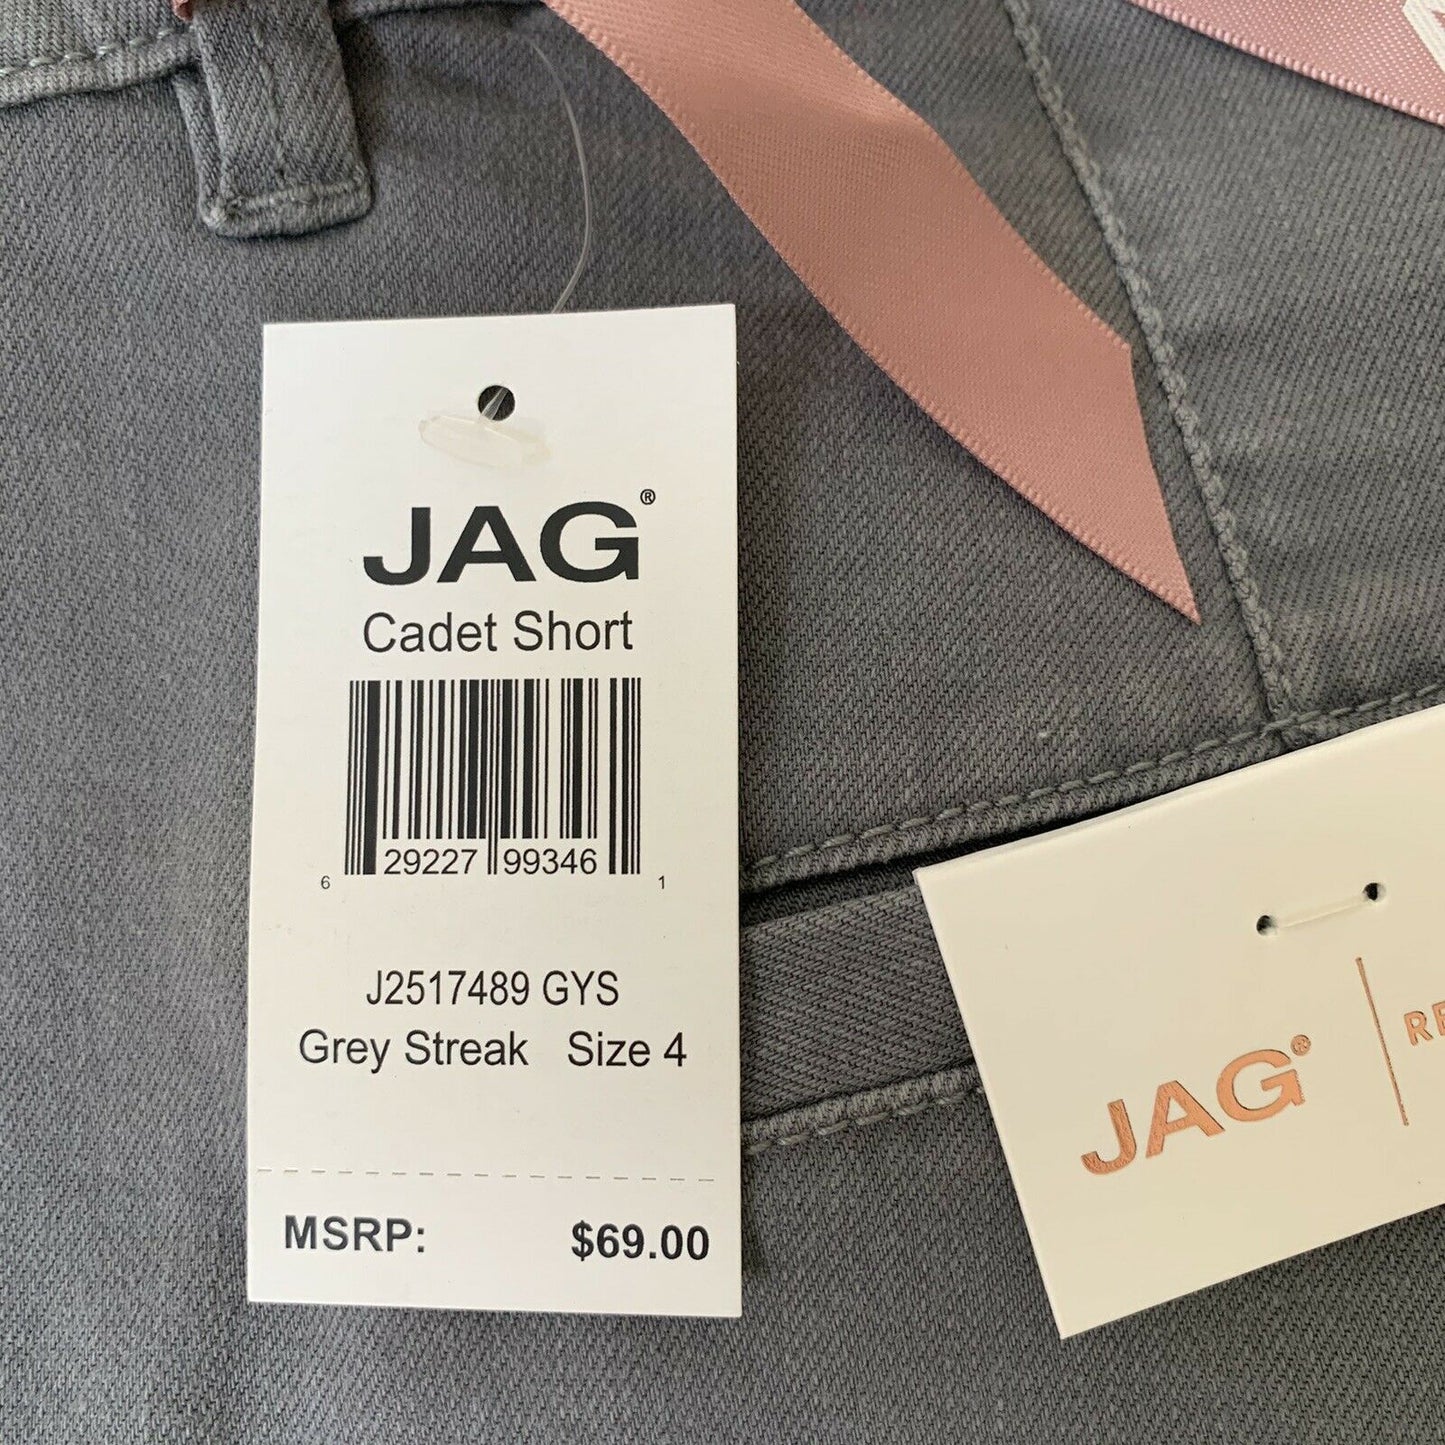 JAG®
Cadet Short
6 29227 99346 1
J2517489 GYS
Grey Streak Size 4
MSRP: $69.00
JAG®